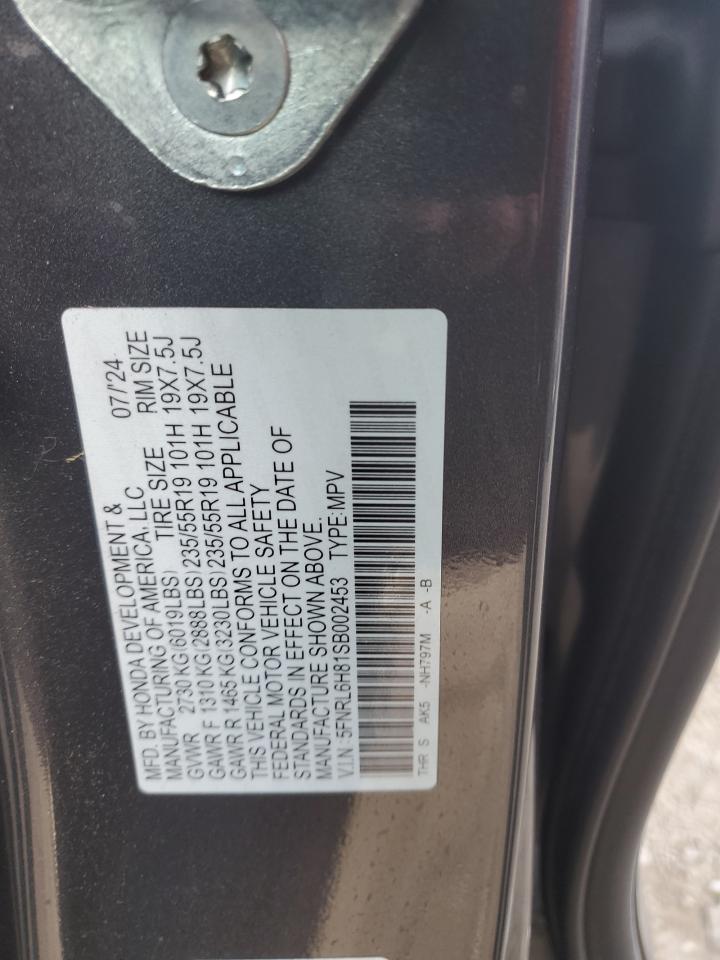 MFD. BY HONDA DEVELOPMENT & 07/'24
MANUFACTURING OF AMERICA, LLC
TIRE SIZE RIM SIZE
GVWR 2730 KG(6019LBS)
GAWR F 1310 KG(2888LBS)235/55R19 101H 19X7.5J
GAWR R 1465 KG(3230LBS)235/55R19 101H 19X7.5J
THIS VEHICLE CONFORMS TO ALL APPLICABLE
FEDERAL MOTOR VEHICLE SAFETY
STANDARDS IN EFFECT ON THE DATE OF
MANUFACTURE SHOWN ABOVE.
V.I.N.:5FNRL6H81SB002453 TYPE:MPV
THR S AK5 -NH797M -A -B